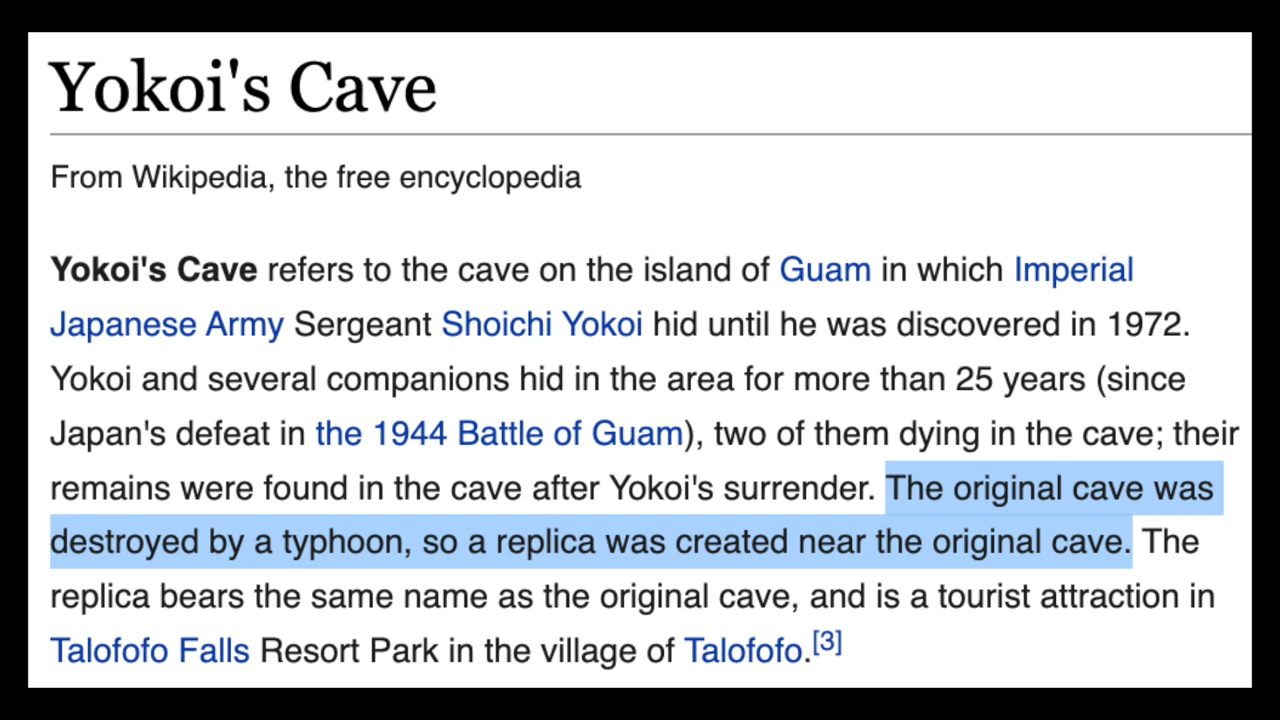 Yokoi's Cave
From Wikipedia, the free encyclopedia
Yokoi's Cave refers to the cave on the island of Guam in which Imperial
Japanese Army Sergeant Shoichi Yokoi hid until he was discovered in 1972.
Yokoi and several companions hid in the area for more than 25 years (since
Japan's defeat in the 1944 Battle of Guam), two of them dying in the cave; their
remains were found in the cave after Yokoi's surrender. The original cave was
destroyed by a typhoon, so a replica was created near the original cave. The
replica bears the same name as the original cave, and is a tourist attraction in
Talofofo Falls Resort Park in the village of Talofofo.[3]